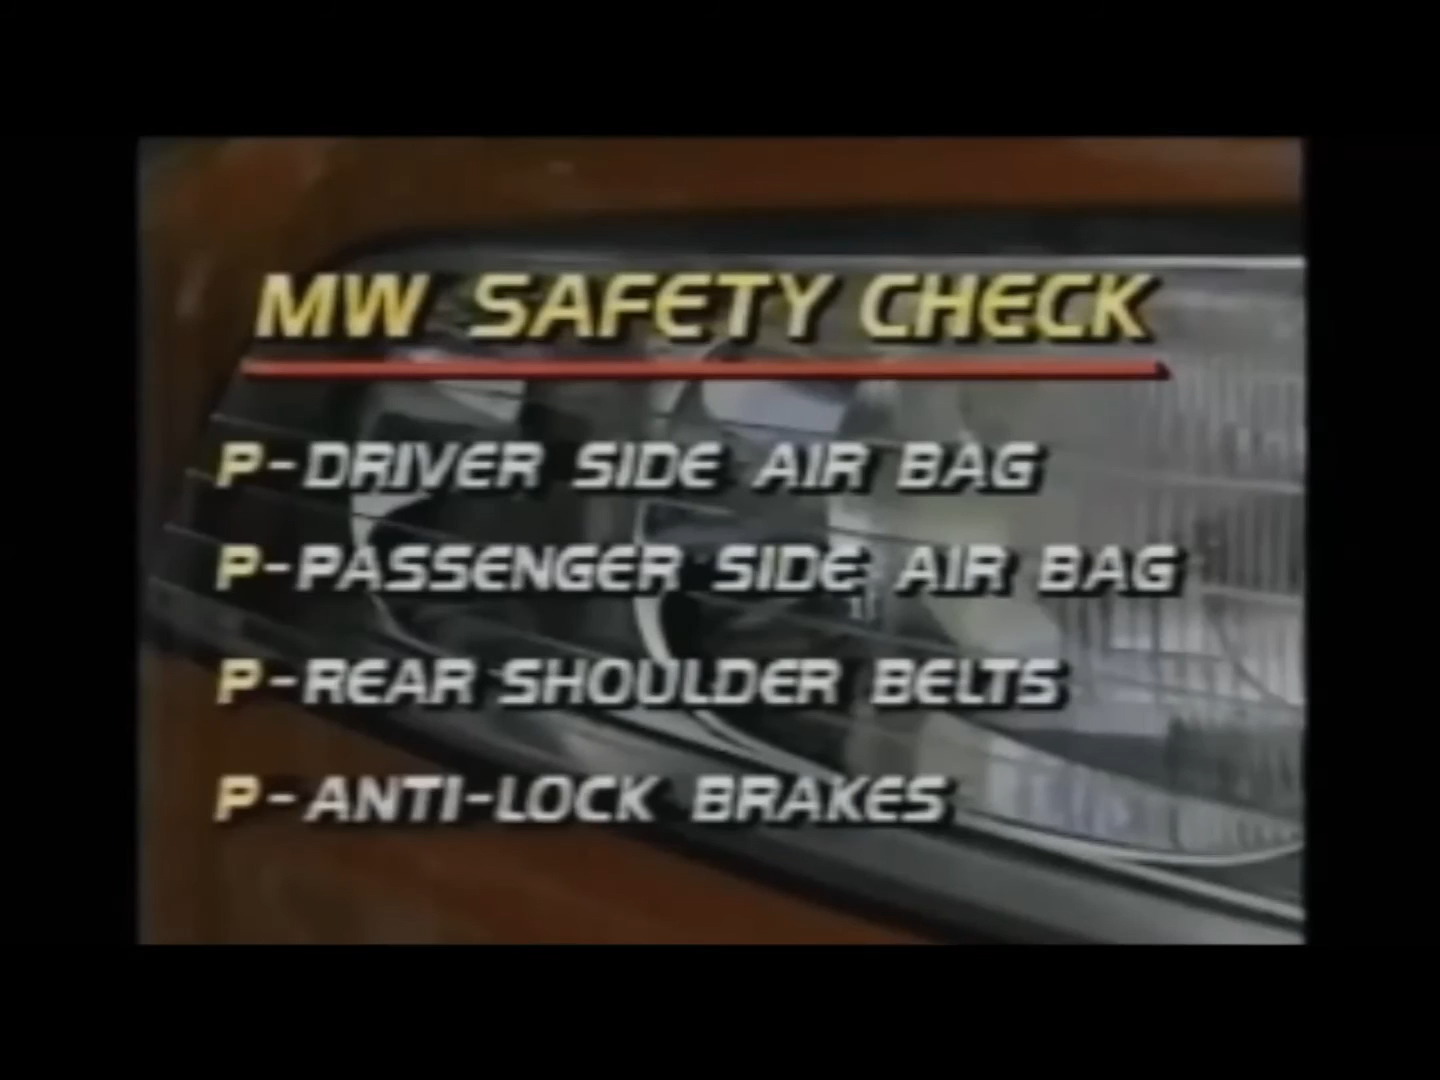 MW SAFETY CHECK
P-DRIVER SIDE AIR BAG
P-PASSENGER SIDE AIR BAG
P-REAR SHOULDER BELTS
P-ANTI-LOCK BRAKES